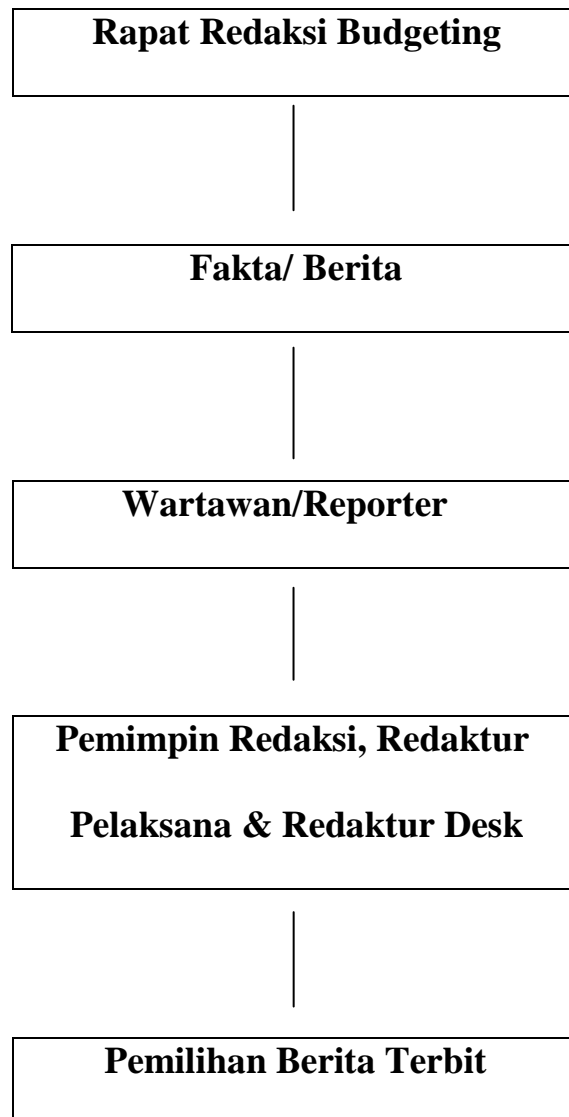 Rapat Redaksi Budgeting
Fakta/ Berita
Wartawan/Reporter
Pemimpin Redaksi, Redaktur
Pelaksana & Redaktur Desk
Pemilihan Berita Terbit